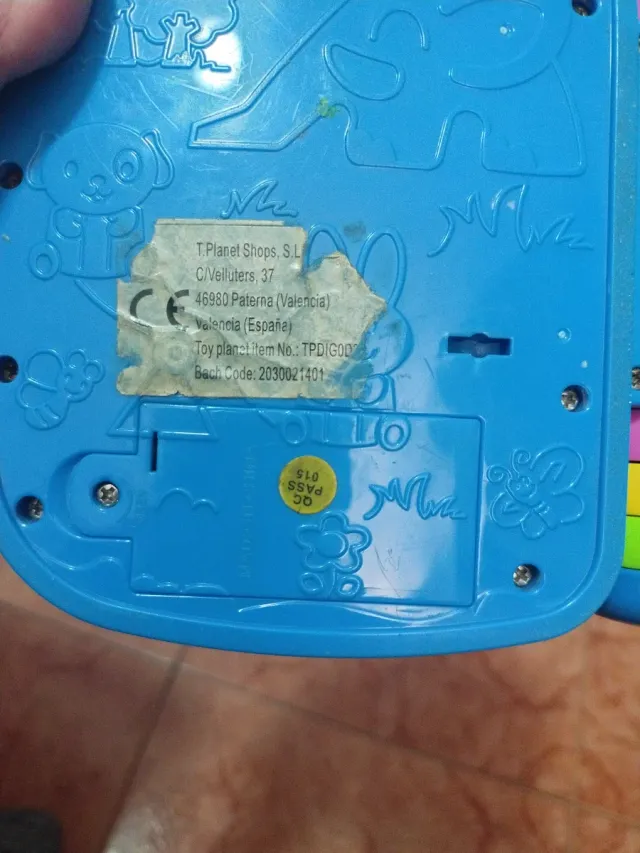 T.Planet Shops, S.L
C/Velluters, 37
CE
46980 Paterna (Valencia)
Valencia (España)
Toy planet item No.:
Bach Code: 2030021401
QC
PASS
015